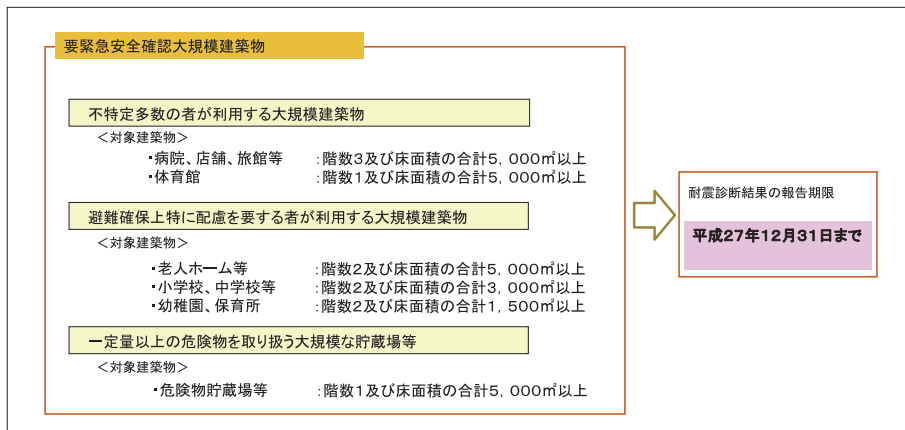 要緊急安全確認大規模建築物
不特定多数の者が利用する大規模建築物
＜対象建築物＞
・病院、店舗、旅館等　：階数３及び床面積の合計５，０００㎡以上
・体育館　：階数１及び床面積の合計５，０００㎡以上
避難確保上特に配慮を要する者が利用する大規模建築物
＜対象建築物＞
・老人ホーム等　：階数２及び床面積の合計５，０００㎡以上
・小学校、中学校等　：階数２及び床面積の合計３，０００㎡以上
・幼稚園、保育所　：階数２及び床面積の合計１，５００㎡以上
一定量以上の危険物を取り扱う大規模な貯蔵場等
＜対象建築物＞
・危険物貯蔵場等　：階数１及び床面積の合計５，０００㎡以上
耐震診断結果の報告期限
平成２７年１２月３１日まで